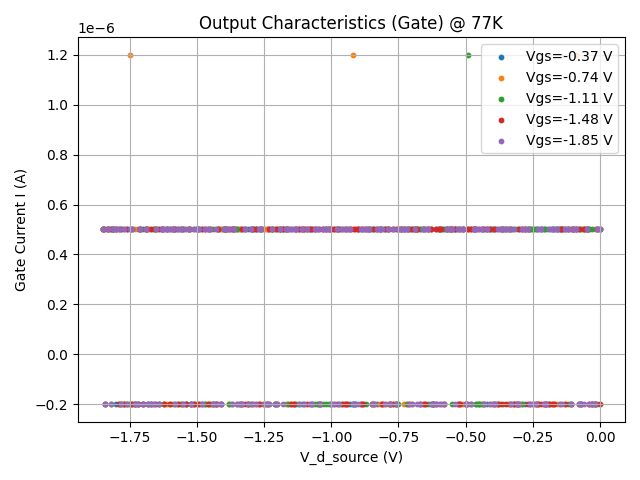 Output Characteristics (Gate) @ 77K
1e−6
Vgs=-0.37 V
Vgs=-0.74 V
Vgs=-1.11 V
Vgs=-1.48 V
Vgs=-1.85 V
1.2
1.0
0.8
0.6
0.4
0.2
0.0
−0.2
Gate Current I (A)
−1.75 −1.50 −1.25 −1.00 −0.75 −0.50 −0.25 0.00
V_d_source (V)